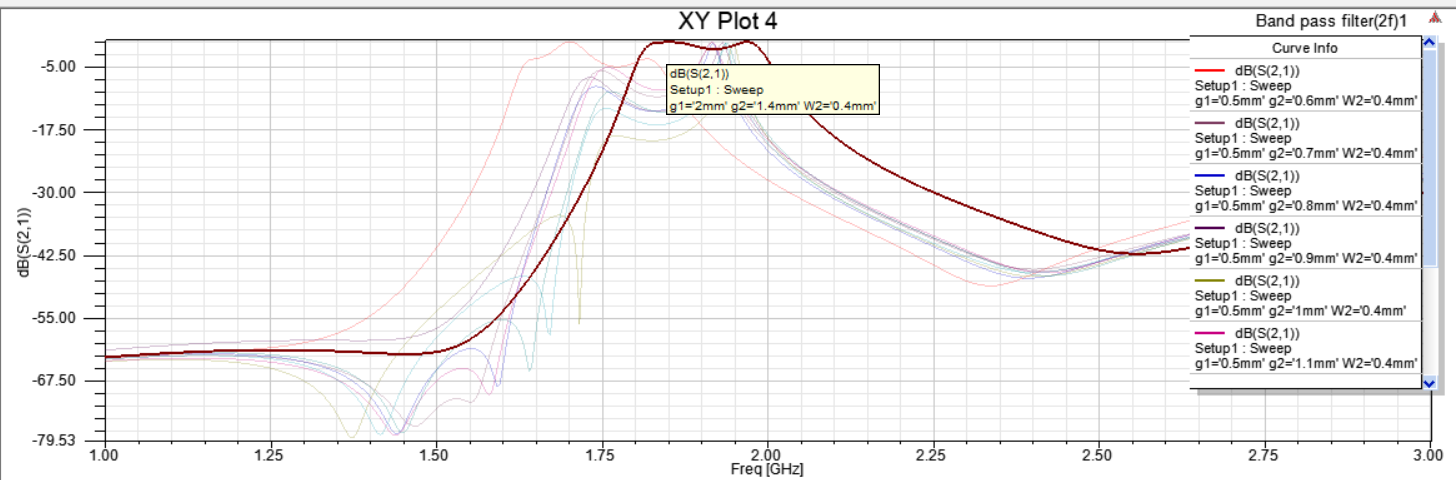 XY Plot 4
Band pass filter(2f)1
Curve Info
dB(S(2,1))
Setup1 : Sweep
g1='0.5mm' g2='0.6mm' W2='0.4mm'
dB(S(2,1))
Setup1 : Sweep
g1='0.5mm' g2='0.7mm' W2='0.4mm'
dB(S(2,1))
Setup1 : Sweep
g1='0.5mm' g2='0.8mm' W2='0.4mm'
dB(S(2,1))
Setup1 : Sweep
g1='0.5mm' g2='0.9mm' W2='0.4mm'
dB(S(2,1))
Setup1 : Sweep
g1='0.5mm' g2='1mm' W2='0.4mm'
dB(S(2,1))
Setup1 : Sweep
g1='0.5mm' g2='1.1mm' W2='0.4mm'
dB(S(2,1))
Setup1 : Sweep
g1='2mm' g2='1.4mm' W2='0.4mm'
dB(S(2,1))
-5.00
-17.50
-30.00
-42.50
-55.00
-67.50
-79.53
1.00
1.25
1.50
1.75
2.00
2.25
2.50
2.75
3.00
Freq [GHz]